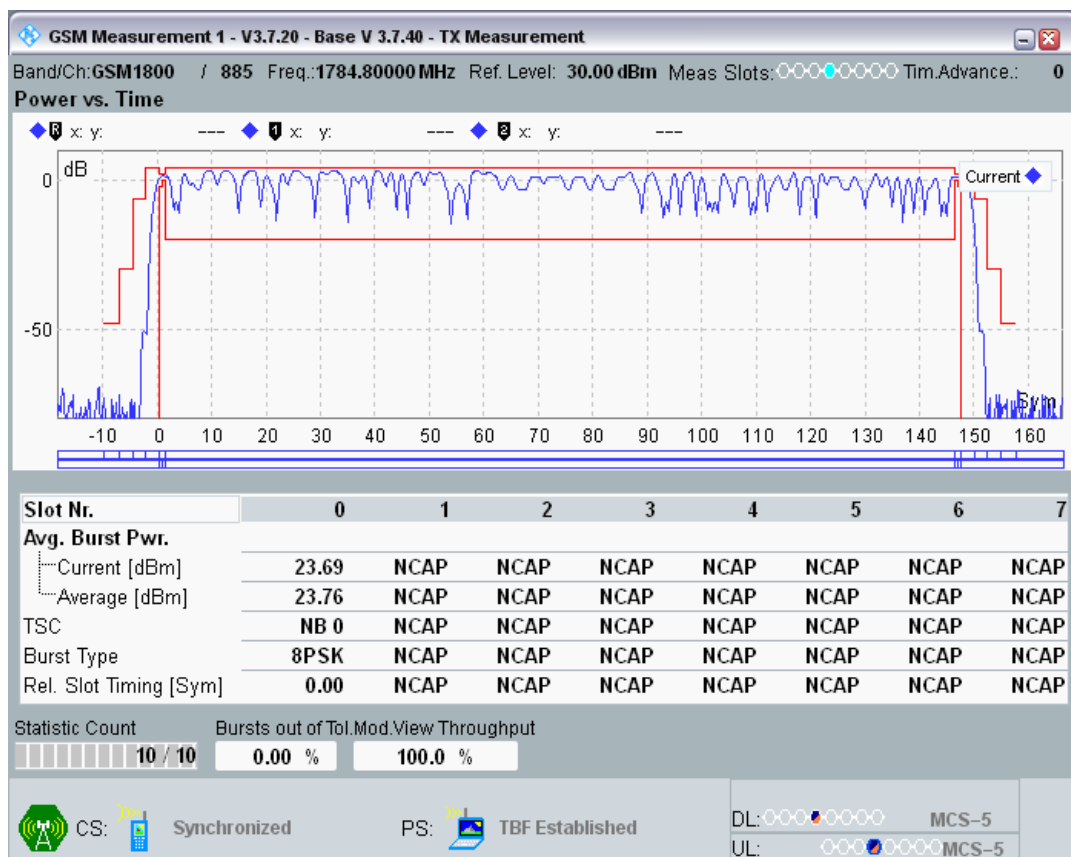 GSM Measurement 1 - V3.7.20 - Base V 3.7.40 - TX Measurement
Band/Ch:GSM1800 / 885 Freq.:1784.80000 MHz Ref. Level: 30.00 dBm Meas Slots: Tim.Advance.: 0
Power vs. Time
R x: y: --- 1 x: y: --- 2 x: y: ---
dB
Current
0
-50
Sym
-10 0 10 20 30 40 50 60 70 80 90 100 110 120 130 140 150 160
Slot Nr. 0 1 2 3 4 5 6 7
Avg. Burst Pwr.
Current [dBm] 23.69 NCAP NCAP NCAP NCAP NCAP NCAP NCAP
Average [dBm] 23.76 NCAP NCAP NCAP NCAP NCAP NCAP NCAP
TSC NB 0 NCAP NCAP NCAP NCAP NCAP NCAP NCAP
Burst Type 8PSK NCAP NCAP NCAP NCAP NCAP NCAP NCAP
Rel. Slot Timing [Sym] 0.00 NCAP NCAP NCAP NCAP NCAP NCAP NCAP
Statistic Count Bursts out of Tol. Mod.View Throughput
10 / 10 0.00 % 100.0 %
CS: Synchronized PS: TBF Established DL: MCS-5
UL: MCS-5